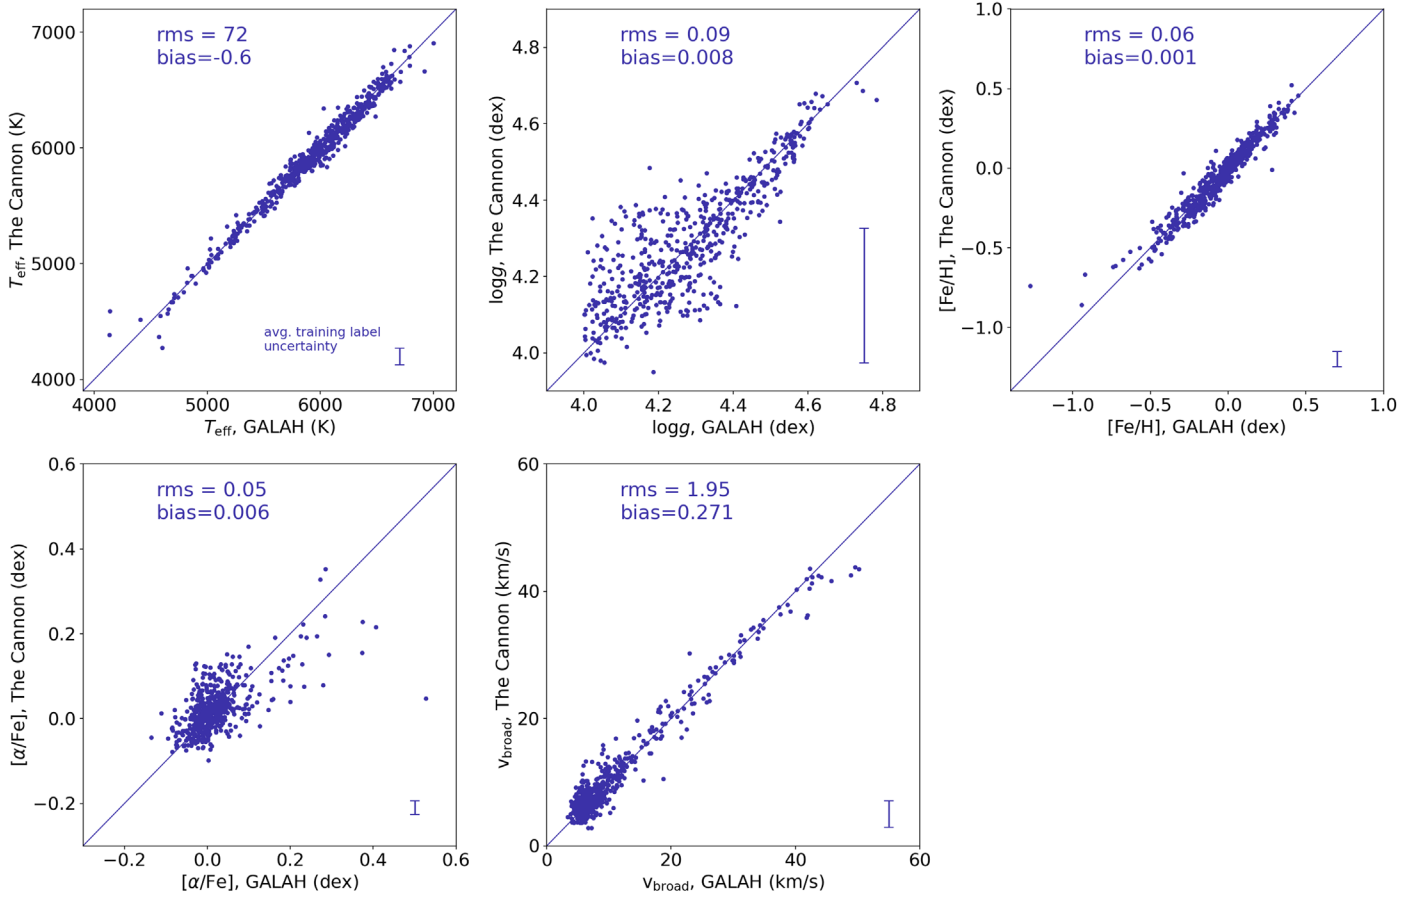 rms = 72
bias=-0.6
avg. training label
uncertainty
7000
6000
5000
4000
4000 5000 6000 7000
T_eff, The Cannon (K)
T_eff, GALAH (K)
rms = 0.09
bias=0.008
4.8
4.6
4.4
4.2
4.0
4.0 4.2 4.4 4.6 4.8
logg, The Cannon (dex)
logg, GALAH (dex)
rms = 0.06
bias=0.001
1.0
0.5
0.0
−0.5
−1.0
−1.0 −0.5 0.0 0.5 1.0
[Fe/H], The Cannon (dex)
[Fe/H], GALAH (dex)
rms = 0.05
bias=0.006
0.6
0.4
0.2
0.0
−0.2
−0.2 0.0 0.2 0.4 0.6
[α/Fe], The Cannon (dex)
[α/Fe], GALAH (dex)
rms = 1.95
bias=0.271
60
40
20
0
0 20 40 60
v_broad, The Cannon (km/s)
v_broad, GALAH (km/s)